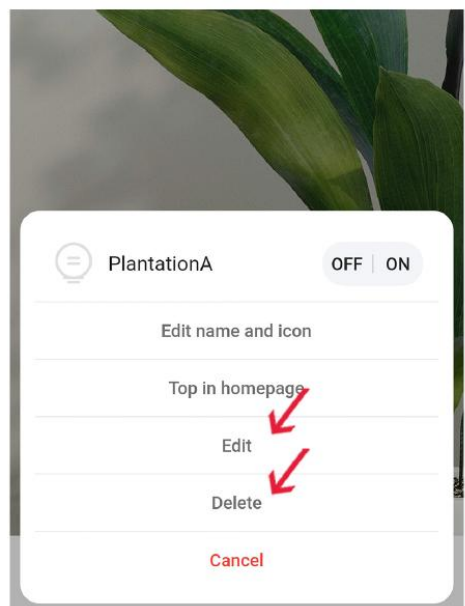 PlantationA
OFF | ON
Edit name and icon
Top in homepage
Edit
Delete
Cancel